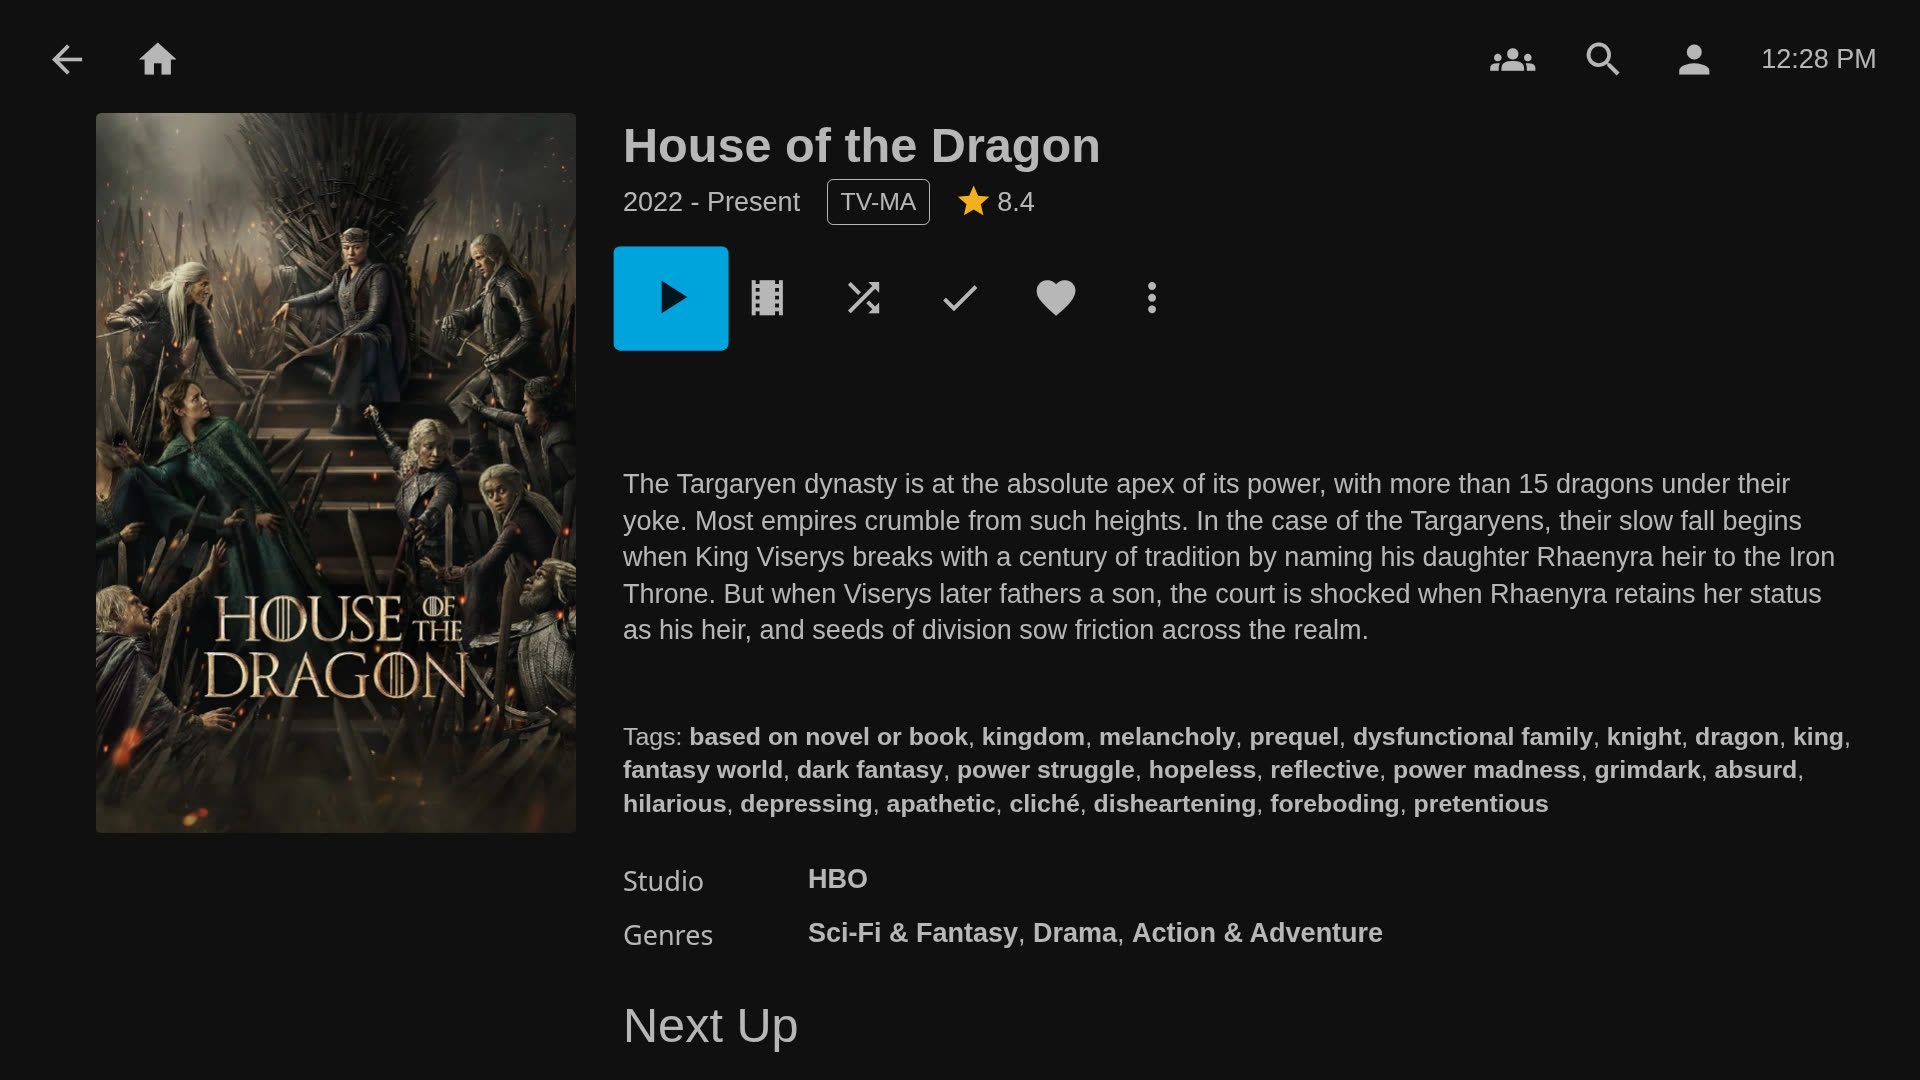 12:28 PM
House of the Dragon
2022 - Present TV-MA 8.4
The Targaryen dynasty is at the absolute apex of its power, with more than 15 dragons under their
yoke. Most empires crumble from such heights. In the case of the Targaryens, their slow fall begins
when King Viserys breaks with a century of tradition by naming his daughter Rhaenyra heir to the Iron
Throne. But when Viserys later fathers a son, the court is shocked when Rhaenyra retains her status
as his heir, and seeds of division sow friction across the realm.
HOUSE OF
THE
DRAGON
Tags: based on novel or book, kingdom, melancholy, prequel, dysfunctional family, knight, dragon, king,
fantasy world, dark fantasy, power struggle, hopeless, reflective, power madness, grimdark, absurd,
hilarious, depressing, apathetic, cliché, disheartening, foreboding, pretentious
Studio HBO
Genres Sci-Fi & Fantasy, Drama, Action & Adventure
Next Up